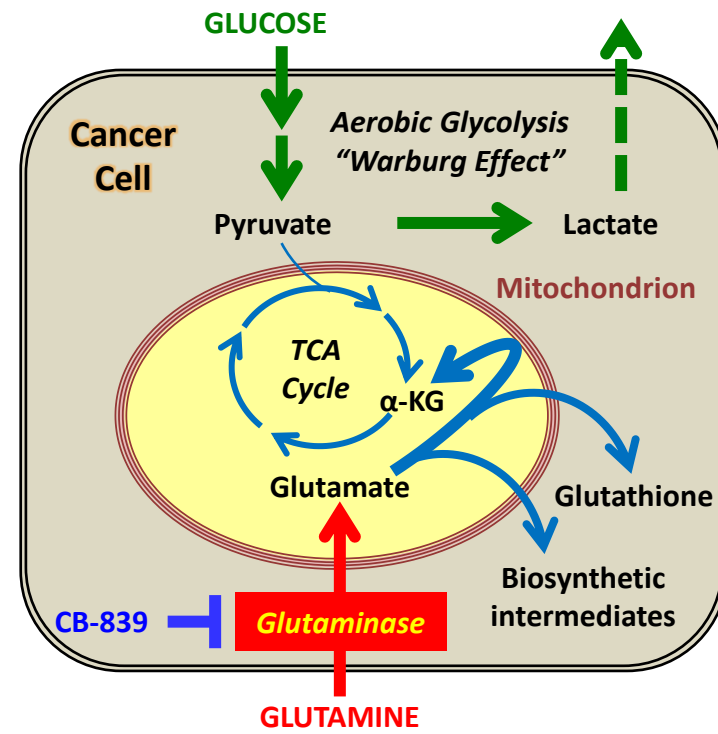 GLUCOSE
Cancer
Cell
Aerobic Glycolysis
“Warburg Effect”
Pyruvate
Lactate
Mitochondrion
TCA
Cycle
α-KG
Glutamate
Glutathione
Biosynthetic
intermediates
CB-839
Glutaminase
GLUTAMINE